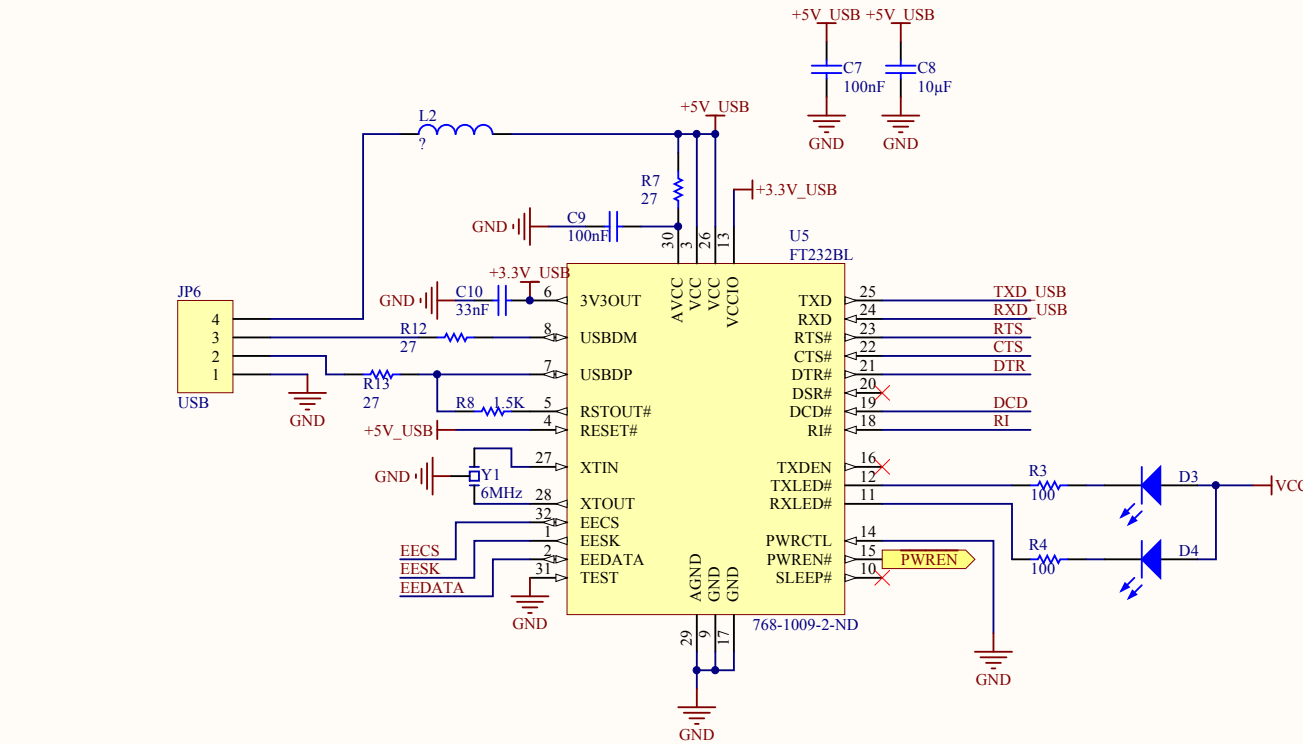 +5V_USB +5V_USB
C7
100nF
C8
10µF
GND GND
L2
?
+5V_USB
R7
27
+3.3V_USB
GND
C9
100nF
30
3
26
13
U5
FT232BL
+3.3V_USB
AVCC
VCC
VCC
VCCIO
GND
C10
33nF
6 3V3OUT
JP6
4
3
2
1
USB
R12
27
8 USBDM
R13
27
7 USBDP
GND
R8 1.5K 5 RSTOUT#
+5V_USB 4 RESET#
GND
Y1
6MHz
27 XTIN
28 XTOUT
32 EECS
1 EESK
2 EEDATA
31 TEST
EECS
EESK
EEDATA
GND
TXD 25 TXD_USB
RXD 24 RXD_USB
RTS# 23 RTS
CTS# 22 CTS
DTR# 21 DTR
DSR# 20
DCD# 19 DCD
RI# 18 RI
TXDEN 16
TXLED# 12
RXLED# 11
R3
100
D3
VCC
R4
100
D4
PWRCTL 14
PWREN# 15 PWREN
SLEEP# 10
AGND
GND
GND
29
9
17
768-1009-2-ND
GND
GND